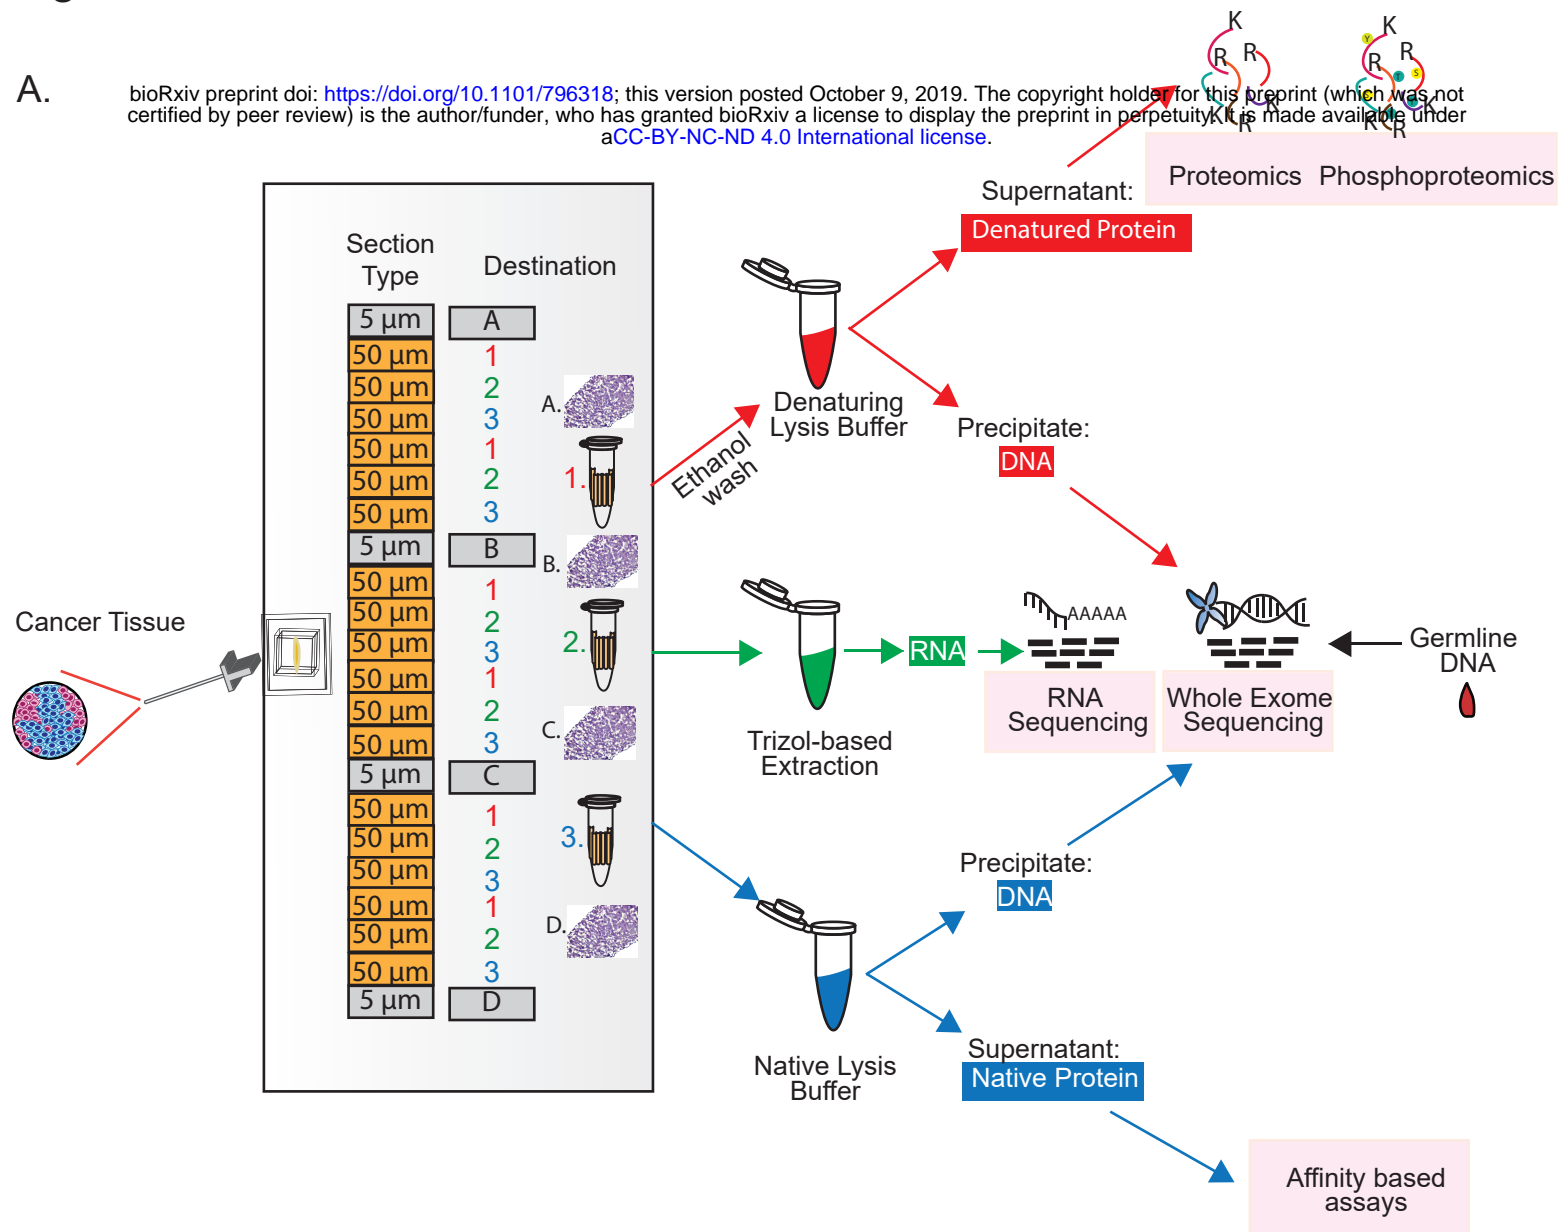 A.
bioRxiv preprint doi: https://doi.org/10.1101/796318; this version posted October 9, 2019. The copyright holder for this preprint (which was not
certified by peer review) is the author/funder, who has granted bioRxiv a license to display the preprint in perpetuity. It is made available under
aCC-BY-NC-ND 4.0 International license.
K
R
R
K
K
R
K
R
R
K
K
R
Y
T
S
Proteomics
Phosphoproteomics
Supernatant:
Denatured Protein
Section
Type
Destination
5 µm
A
50 µm
1
50 µm
2
50 µm
3
50 µm
1
50 µm
2
50 µm
3
5 µm
B
50 µm
1
50 µm
2
50 µm
3
50 µm
1
50 µm
2
50 µm
3
5 µm
C
50 µm
1
50 µm
2
50 µm
3
50 µm
1
50 µm
2
50 µm
3
5 µm
D
A.
1.
B.
2.
C.
3.
D.
Cancer Tissue
Ethanol
wash
Denaturing
Lysis Buffer
Precipitate:
DNA
Trizol-based
Extraction
RNA
AAAAA
RNA
Sequencing
Whole Exome
Sequencing
Germline
DNA
Native Lysis
Buffer
Precipitate:
DNA
Supernatant:
Native Protein
Affinity based
assays